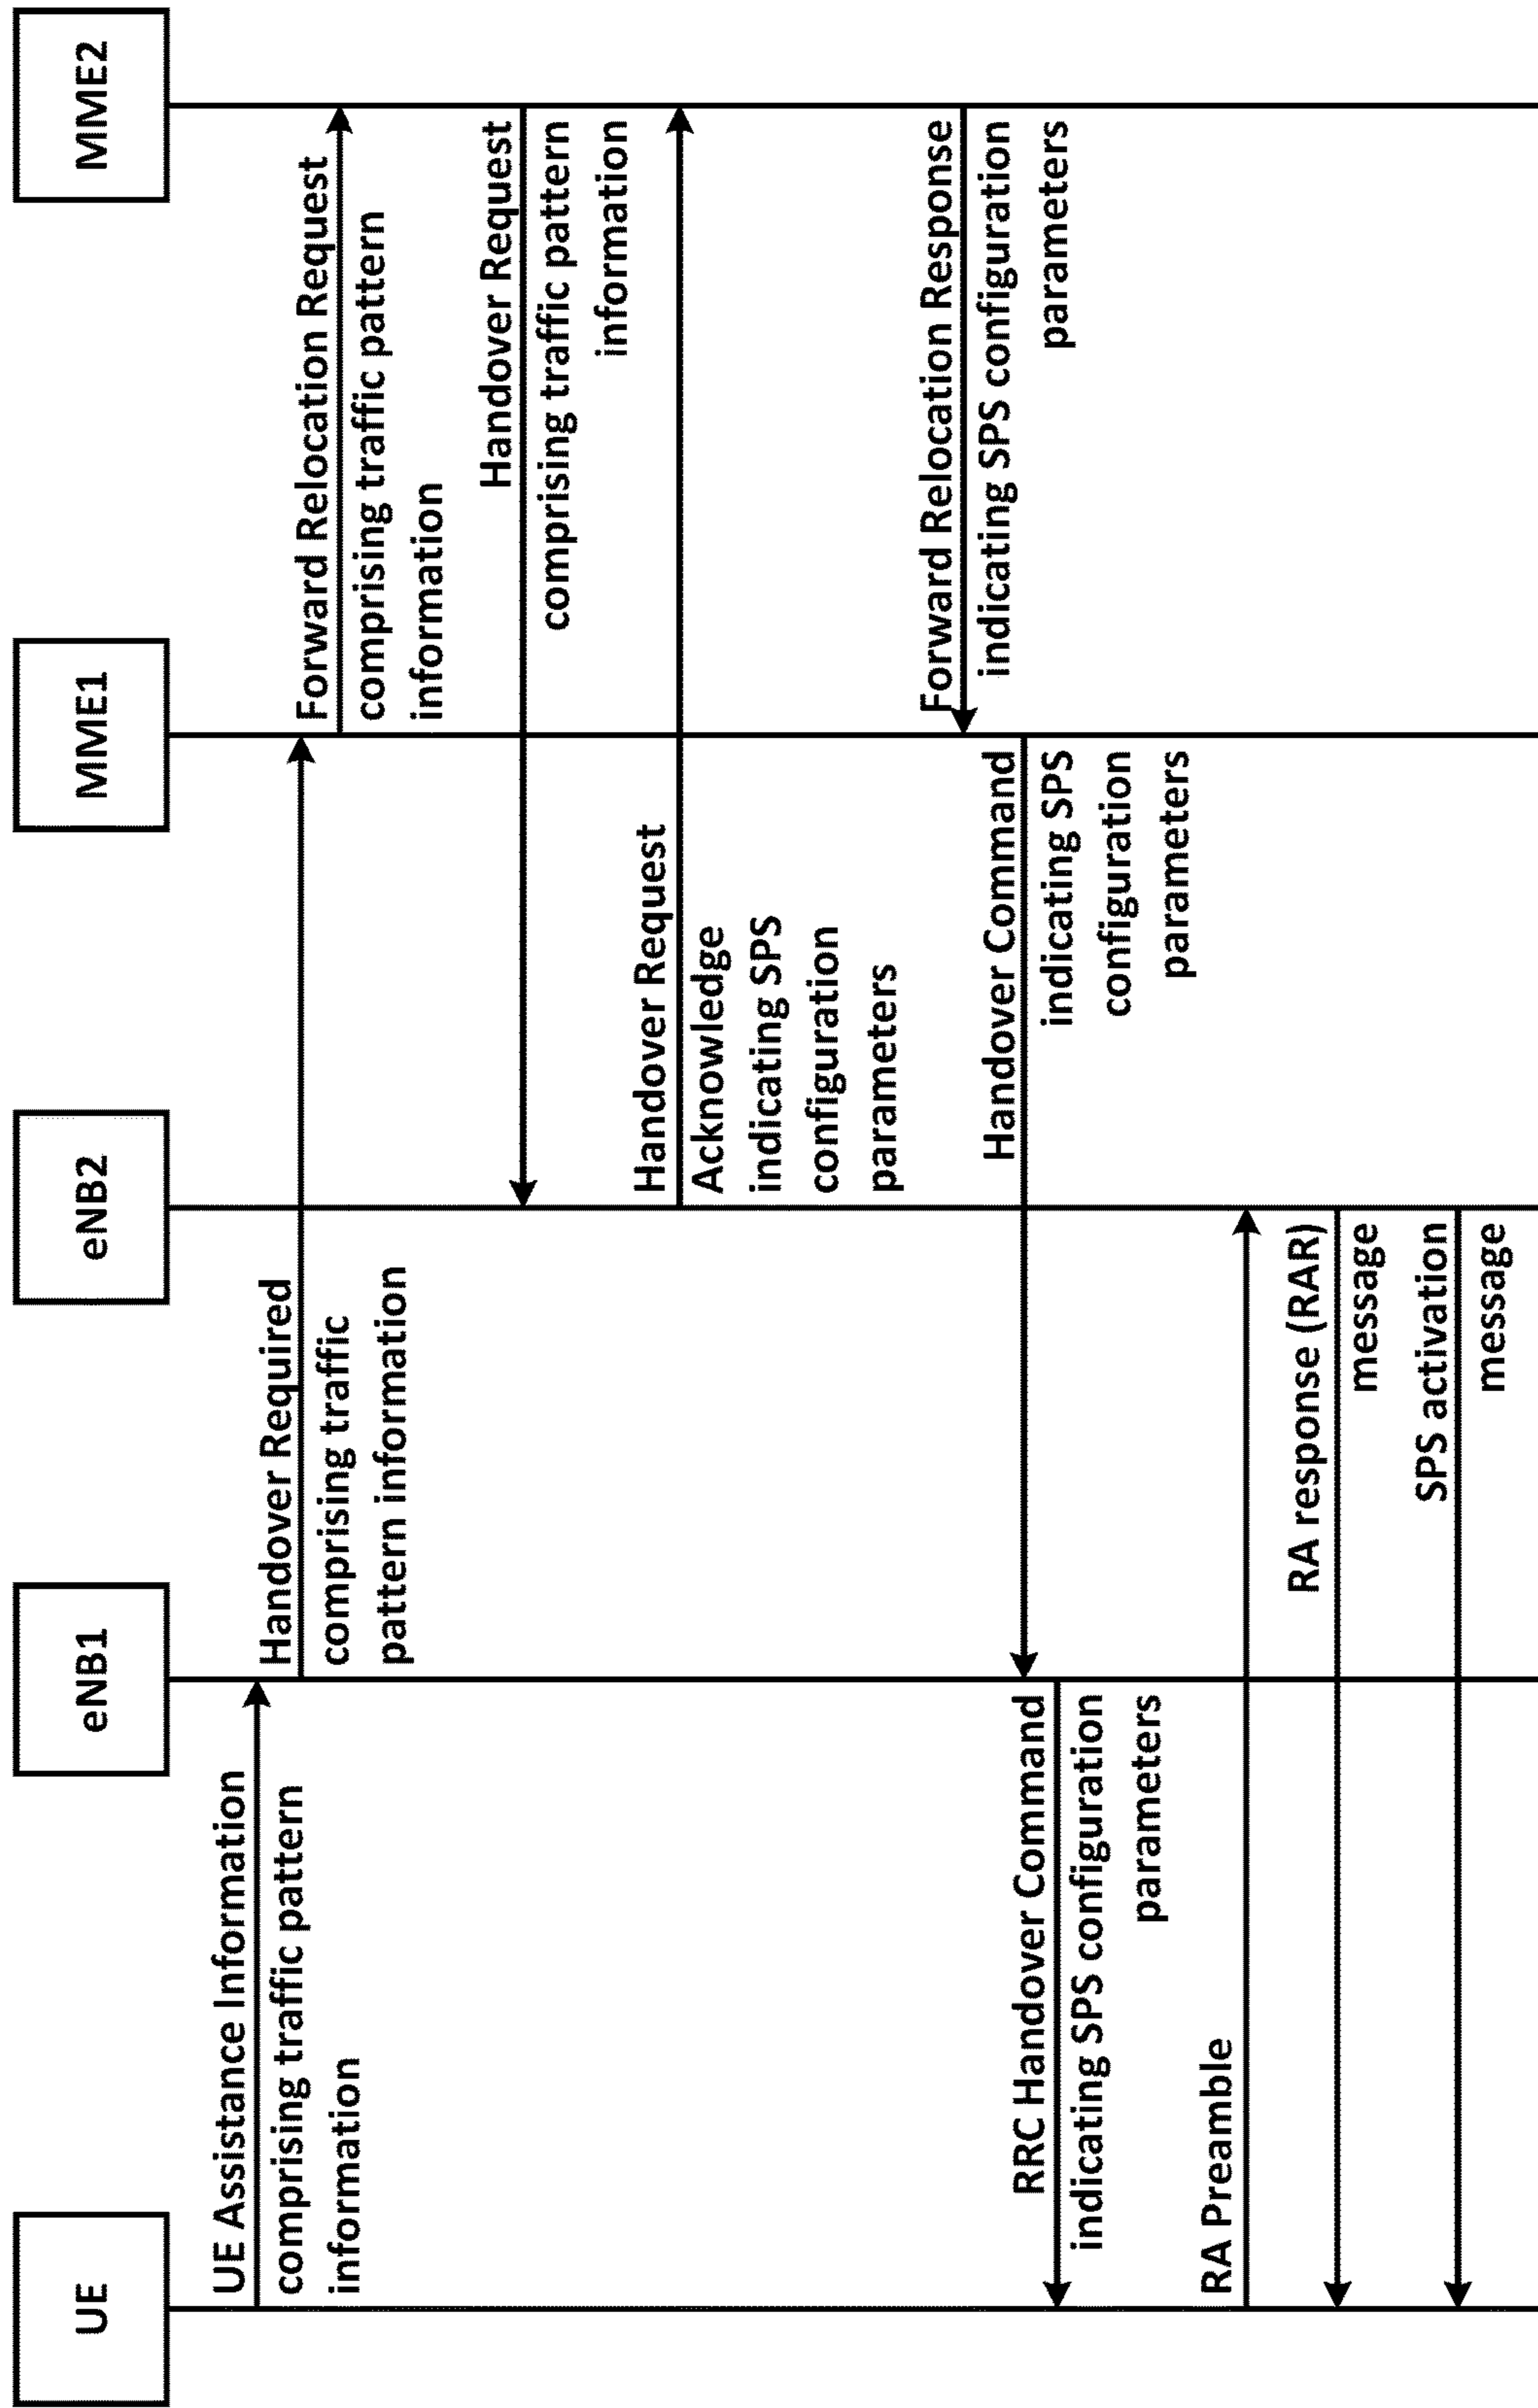 UE
eNB1
eNB2
MME1
MME2
UE Assistance Information
comprising traffic pattern
information
Handover Required
comprising traffic
pattern information
Forward Relocation Request
comprising traffic pattern
information
Handover Request
comprising traffic pattern
information
Handover Request
Acknowledge
indicating SPS
configuration
parameters
Forward Relocation Response
indicating SPS configuration
parameters
Handover Command
indicating SPS
configuration
parameters
RRC Handover Command
indicating SPS configuration
parameters
RA Preamble
RA response (RAR)
message
SPS activation
message